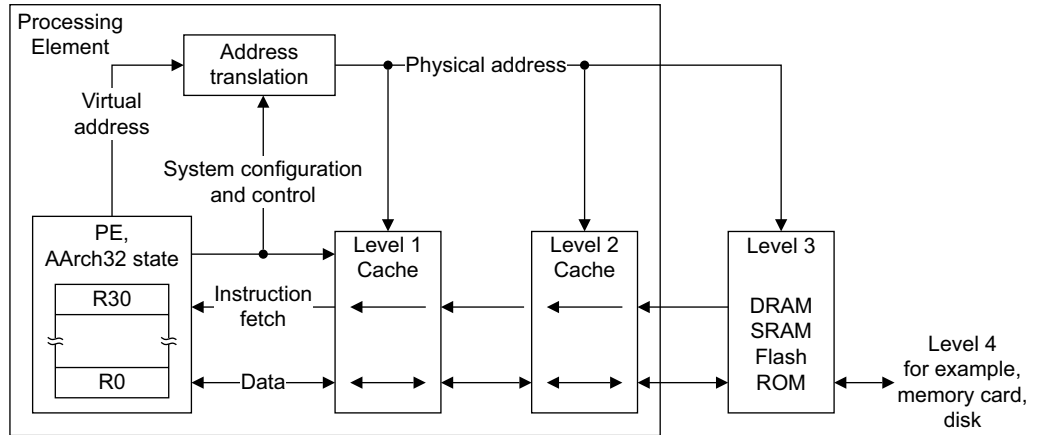 Processing
Element
Address
translation
Physical address
Virtual
address
System configuration
and control
PE,
AArch32 state
R30
R0
Instruction
fetch
Data
Level 1
Cache
Level 2
Cache
Level 3
DRAM
SRAM
Flash
ROM
Level 4
for example,
memory card,
disk